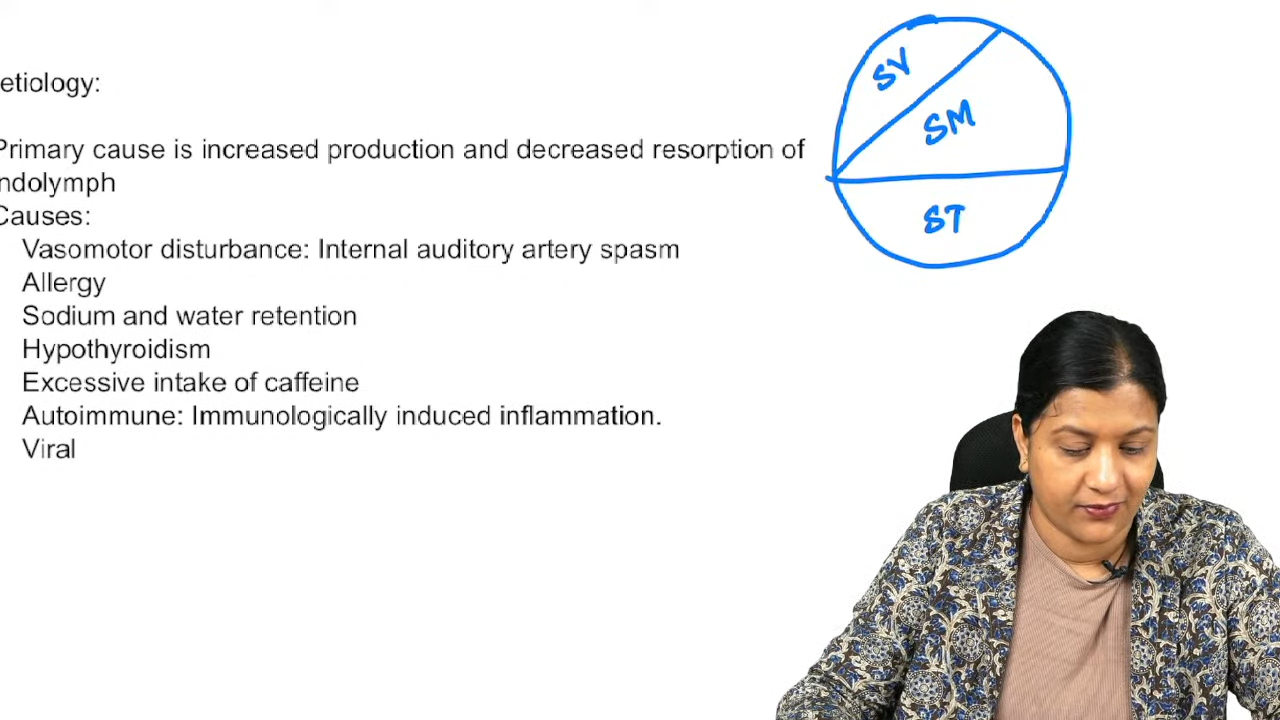 etiology:
Primary cause is increased production and decreased resorption of
ndolymph
Causes:
Vasomotor disturbance: Internal auditory artery spasm
Allergy
Sodium and water retention
Hypothyroidism
Excessive intake of caffeine
Autoimmune: Immunologically induced inflammation.
Viral
SV
SM
ST